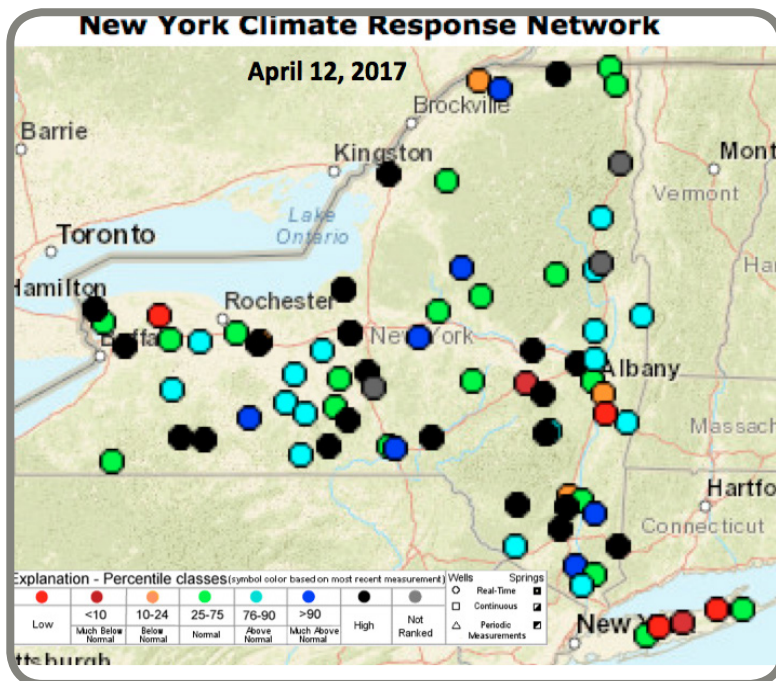 New York Climate Response Network
April 12, 2017
Brockville
Barrie
Kingston
Mont
Vermont
Lake
Ontario
Toronto
Hamilton
Rochester
New York
Albany
Massach
Hartfo
Connecticut
Explanation - Percentile classes (symbol color based on most recent measurement)
Wells Springs
Real-Time
Continuous
Periodic
Measurements
<10 10-24 25-75 76-90 >90
Low Much Below Normal Below Normal Normal Above Normal Much Above Normal High Not Ranked
New Y
ttsburgh